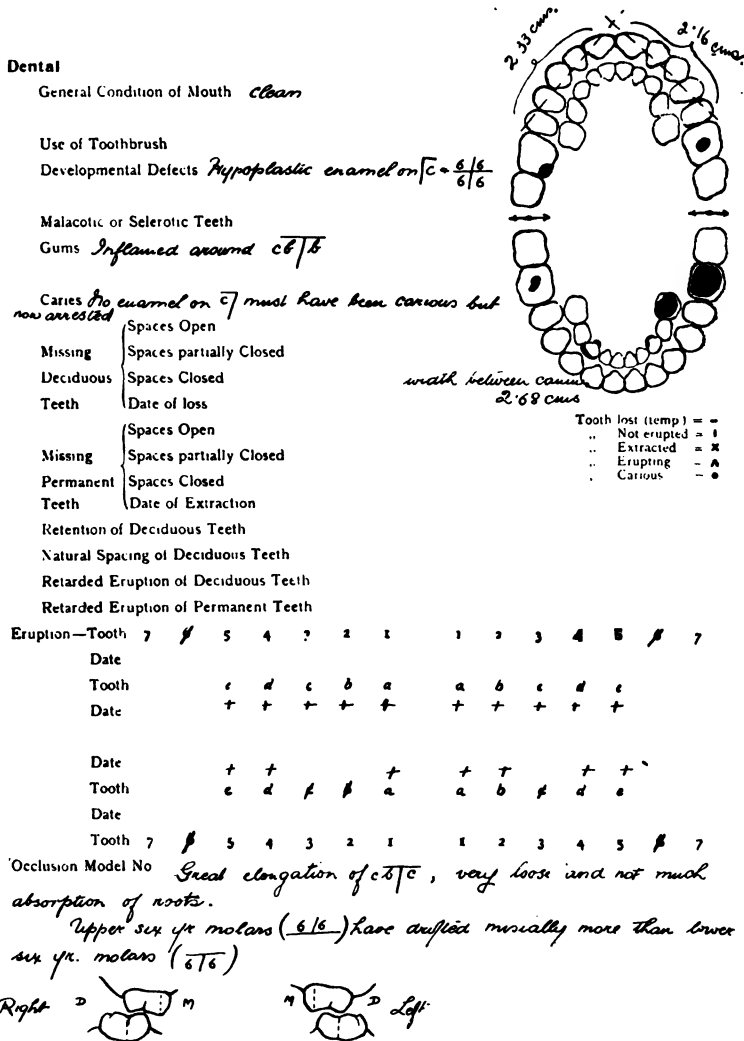 2.33 cms. + 2.16 cms.
Dental
General Condition of Mouth clean
Use of Toothbrush
Developmental Defects Hypoplastic enamel on c 6/6 6/6
Malacotic or Selerotic Teeth
Gums Inflamed around cb/b
Caries No enamel on c must have been carious but
now arrested
Spaces Open
Missing Spaces partially Closed
Deciduous Spaces Closed
Teeth Date of loss
width between
2.68 cms
Spaces Open
Missing Spaces partially Closed
Permanent Spaces Closed
Teeth Date of Extraction
Tooth lost (temp) = -
,, Not erupted = ı
,, Extracted = x
,, Erupting - ʌ
, Carious - •
Retention of Deciduous Teeth
Natural Spacing of Deciduous Teeth
Retarded Eruption of Deciduous Teeth
Retarded Eruption of Permanent Teeth
Eruption—Tooth 7 6 5 4 3 2 1 1 2 3 4 5 6 7
Date
Tooth e d c b a a b c d e
Date + + + + + + + + + +
Date + + + + + + +
Tooth e d c b a a b c d e
Date
Tooth 7 6 5 4 3 2 1 1 2 3 4 5 6 7
Occlusion Model No Great elongation of cb/c, very loose and not much
absorption of roots.
Upper six yr molars (6/6) have drifted mesially more than lower
six yr. molars (6/6)
Right D M M D Left